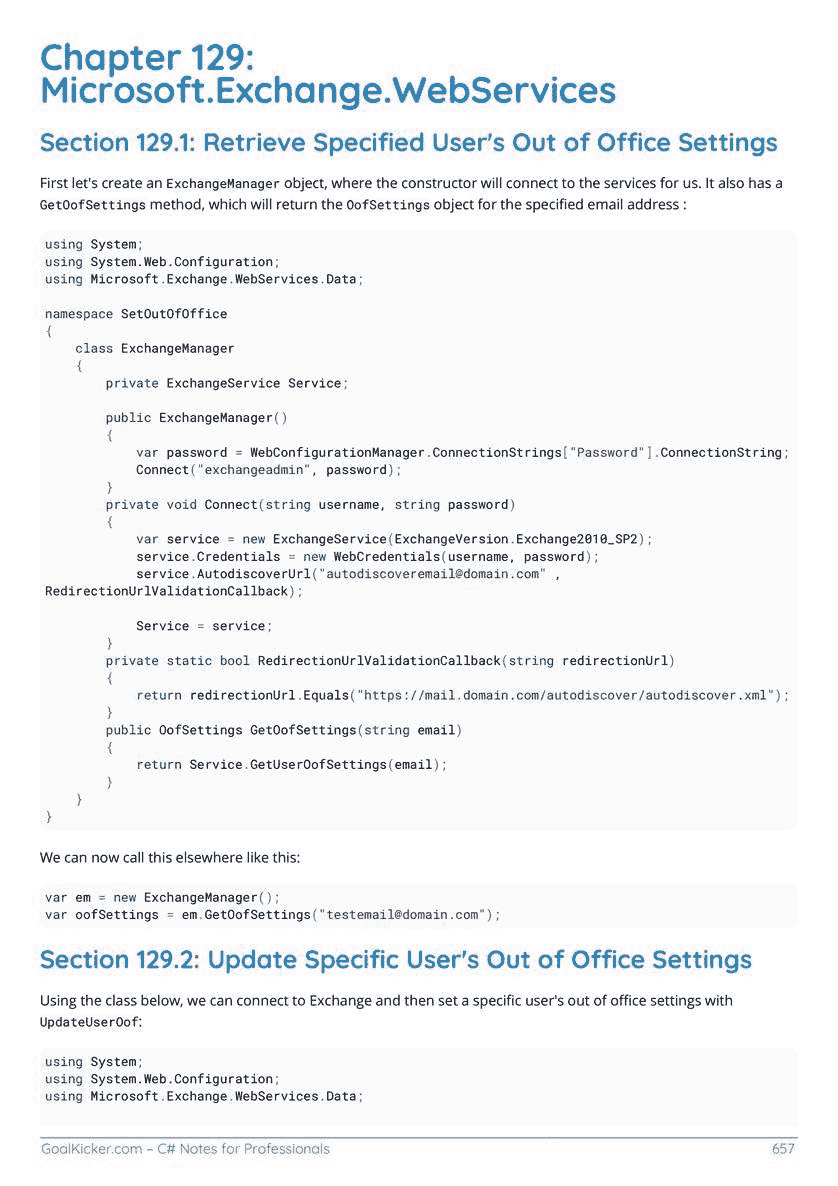 Chapter 129:
Microsoft.Exchange.WebServices
Section 129.1: Retrieve Specified User's Out of Office Settings
First let's create an ExchangeManager object, where the constructor will connect to the services for us. It also has a
GetOofSettings method, which will return the OofSettings object for the specified email address :
using System;
using System.Web.Configuration;
using Microsoft.Exchange.WebServices.Data;
namespace SetOutOfOffice
{
    class ExchangeManager
    {
        private ExchangeService Service;
        public ExchangeManager()
        {
            var password = WebConfigurationManager.ConnectionStrings["Password"].ConnectionString;
            Connect("exchangeadmin", password);
        }
        private void Connect(string username, string password)
        {
            var service = new ExchangeService(ExchangeVersion.Exchange2010_SP2);
            service.Credentials = new WebCredentials(username, password);
            service.AutodiscoverUrl("autodiscoveremail@domain.com" ,
RedirectionUrlValidationCallback);
            Service = service;
        }
        private static bool RedirectionUrlValidationCallback(string redirectionUrl)
        {
            return redirectionUrl.Equals("https://mail.domain.com/autodiscover/autodiscover.xml");
        }
        public OofSettings GetOofSettings(string email)
        {
            return Service.GetUserOofSettings(email);
        }
    }
}
We can now call this elsewhere like this:
var em = new ExchangeManager();
var oofSettings = em.GetOofSettings("testemail@domain.com");
Section 129.2: Update Specific User's Out of Office Settings
Using the class below, we can connect to Exchange and then set a specific user's out of office settings with
UpdateUserOof:
using System;
using System.Web.Configuration;
using Microsoft.Exchange.WebServices.Data;
GoalKicker.com – C# Notes for Professionals 657